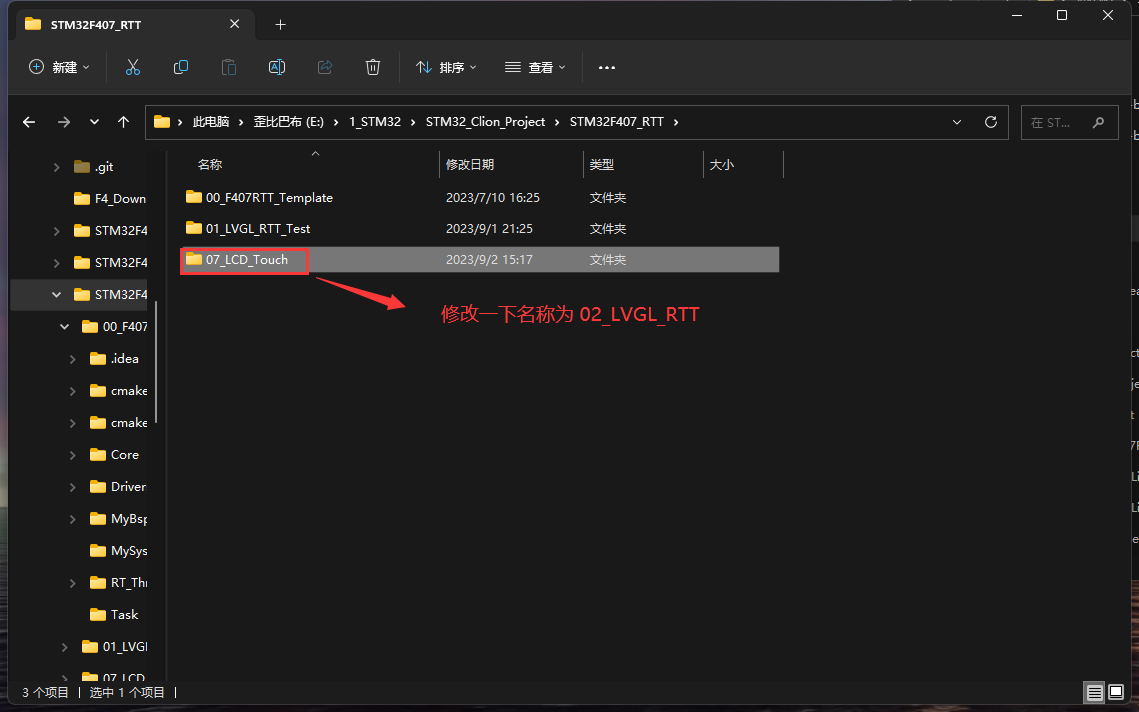 STM32F407_RTT
新建
排序
查看
此电脑 歪比巴布 (E:) 1_STM32 STM32_Clion_Project STM32F407_RTT
在 ST...
名称 修改日期 类型 大小
00_F407RTT_Template 2023/7/10 16:25 文件夹
01_LVGL_RTT_Test 2023/9/1 21:25 文件夹
07_LCD_Touch 2023/9/2 15:17 文件夹
修改一下名称为 02_LVGL_RTT
.git
F4_Down
STM32F4
STM32F4
STM32F4
00_F407
.idea
cmake
cmake
Core
Driver
MyBsp
MySys
RT_Thr
Task
01_LVGL
07_LCD
3 个项目 选中 1 个项目